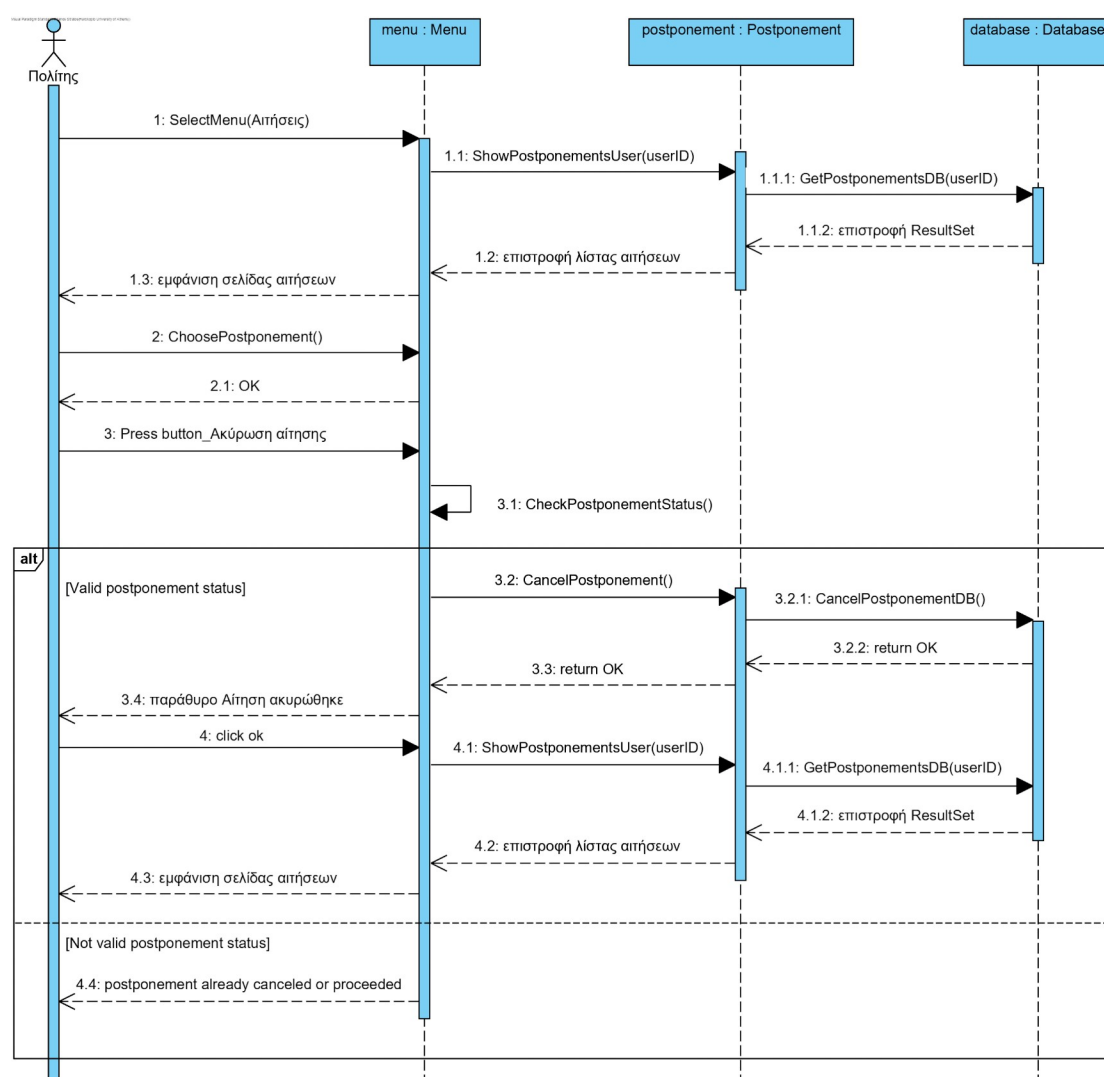 Πολίτης
menu : Menu
postponement : Postponement
database : Database
1: SelectMenu(Αιτήσεις)
1.1: ShowPostponementsUser(userID)
1.1.1: GetPostponementsDB(userID)
1.1.2: επιστροφή ResultSet
1.2: επιστροφή λίστας αιτήσεων
1.3: εμφάνιση σελίδας αιτήσεων
2: ChoosePostponement()
2.1: OK
3: Press button_Ακύρωση αίτησης
3.1: CheckPostponementStatus()
alt
[Valid postponement status]
3.2: CancelPostponement()
3.2.1: CancelPostponementDB()
3.2.2: return OK
3.3: return OK
3.4: παράθυρο Αίτηση ακυρώθηκε
4: click ok
4.1: ShowPostponementsUser(userID)
4.1.1: GetPostponementsDB(userID)
4.1.2: επιστροφή ResultSet
4.2: επιστροφή λίστας αιτήσεων
4.3: εμφάνιση σελίδας αιτήσεων
[Not valid postponement status]
4.4: postponement already canceled or proceeded